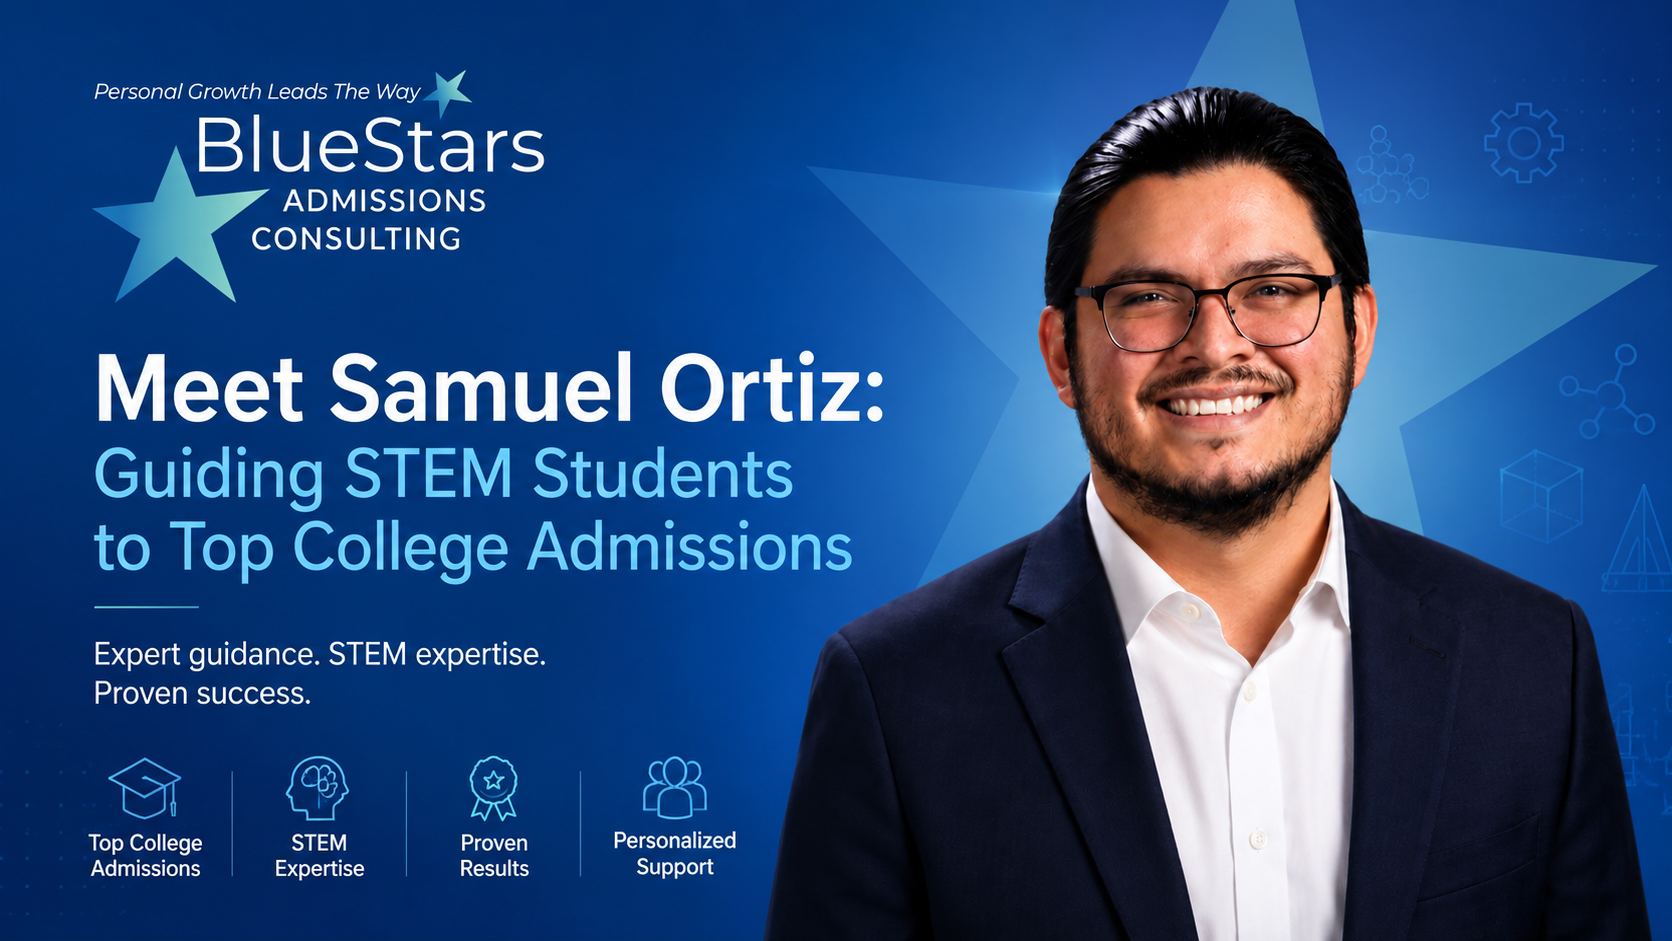 Personal Growth Leads The Way
BlueStars
ADMISSIONS
CONSULTING
Meet Samuel Ortiz:
Guiding STEM Students
to Top College Admissions
Expert guidance. STEM expertise.
Proven success.
Top College
Admissions
STEM
Expertise
Proven
Results
Personalized
Support